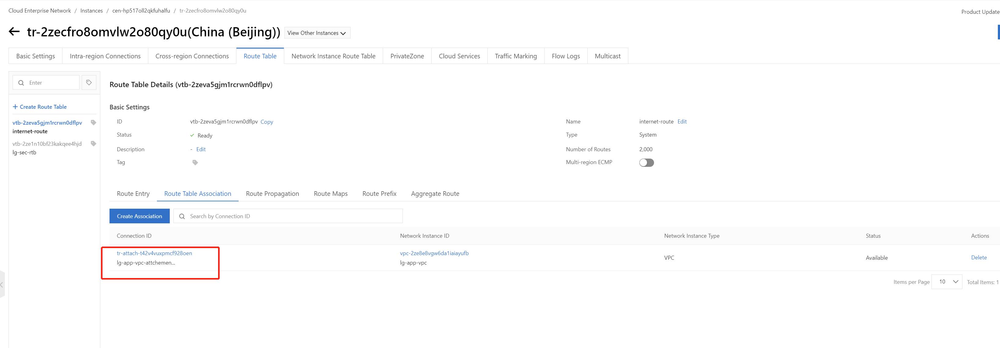 Cloud Enterprise Network / Instances / cen-hp517oll2qkfuhalfu / tr-2zecfro8omvlw2o80qy0u
Product Update
tr-2zecfro8omvlw2o80qy0u(China (Beijing))
View Other Instances
Basic Settings
Intra-region Connections
Cross-region Connections
Route Table
Network Instance Route Table
PrivateZone
Cloud Services
Traffic Marking
Flow Logs
Multicast
Enter
+ Create Route Table
vtb-2zeva5gjm1rcrwn0dflpv
internet-route
vtb-2ze1n10bf23kakqee4hjd
lg-sec-rtb
Route Table Details (vtb-2zeva5gjm1rcrwn0dflpv)
Basic Settings
ID
vtb-2zeva5gjm1rcrwn0dflpv Copy
Name
internet-route Edit
Status
Ready
Type
System
Description
- Edit
Number of Routes
2,000
Tag
Multi-region ECMP
Route Entry
Route Table Association
Route Propagation
Route Maps
Route Prefix
Aggregate Route
Create Association
Search by Connection ID
Connection ID
Network Instance ID
Network Instance Type
Status
Actions
tr-attach-t42v4vuxpmcf928oen
lg-app-vpc-attchemen...
vpc-2ze8e8vgw6da1iaiayufb
lg-app-vpc
VPC
Available
Delete
Items per Page
10
Total Items: 1